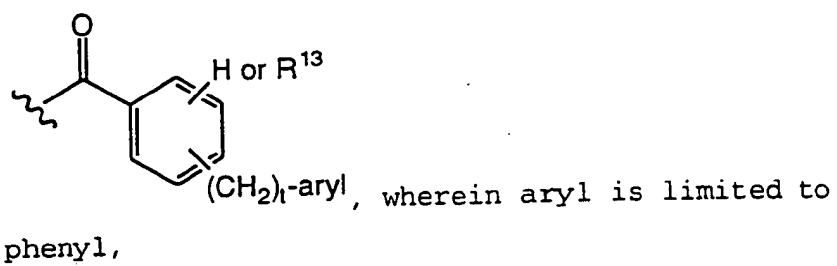 O
H or R¹³
(CH₂)ₜ-aryl, wherein aryl is limited to
phenyl,